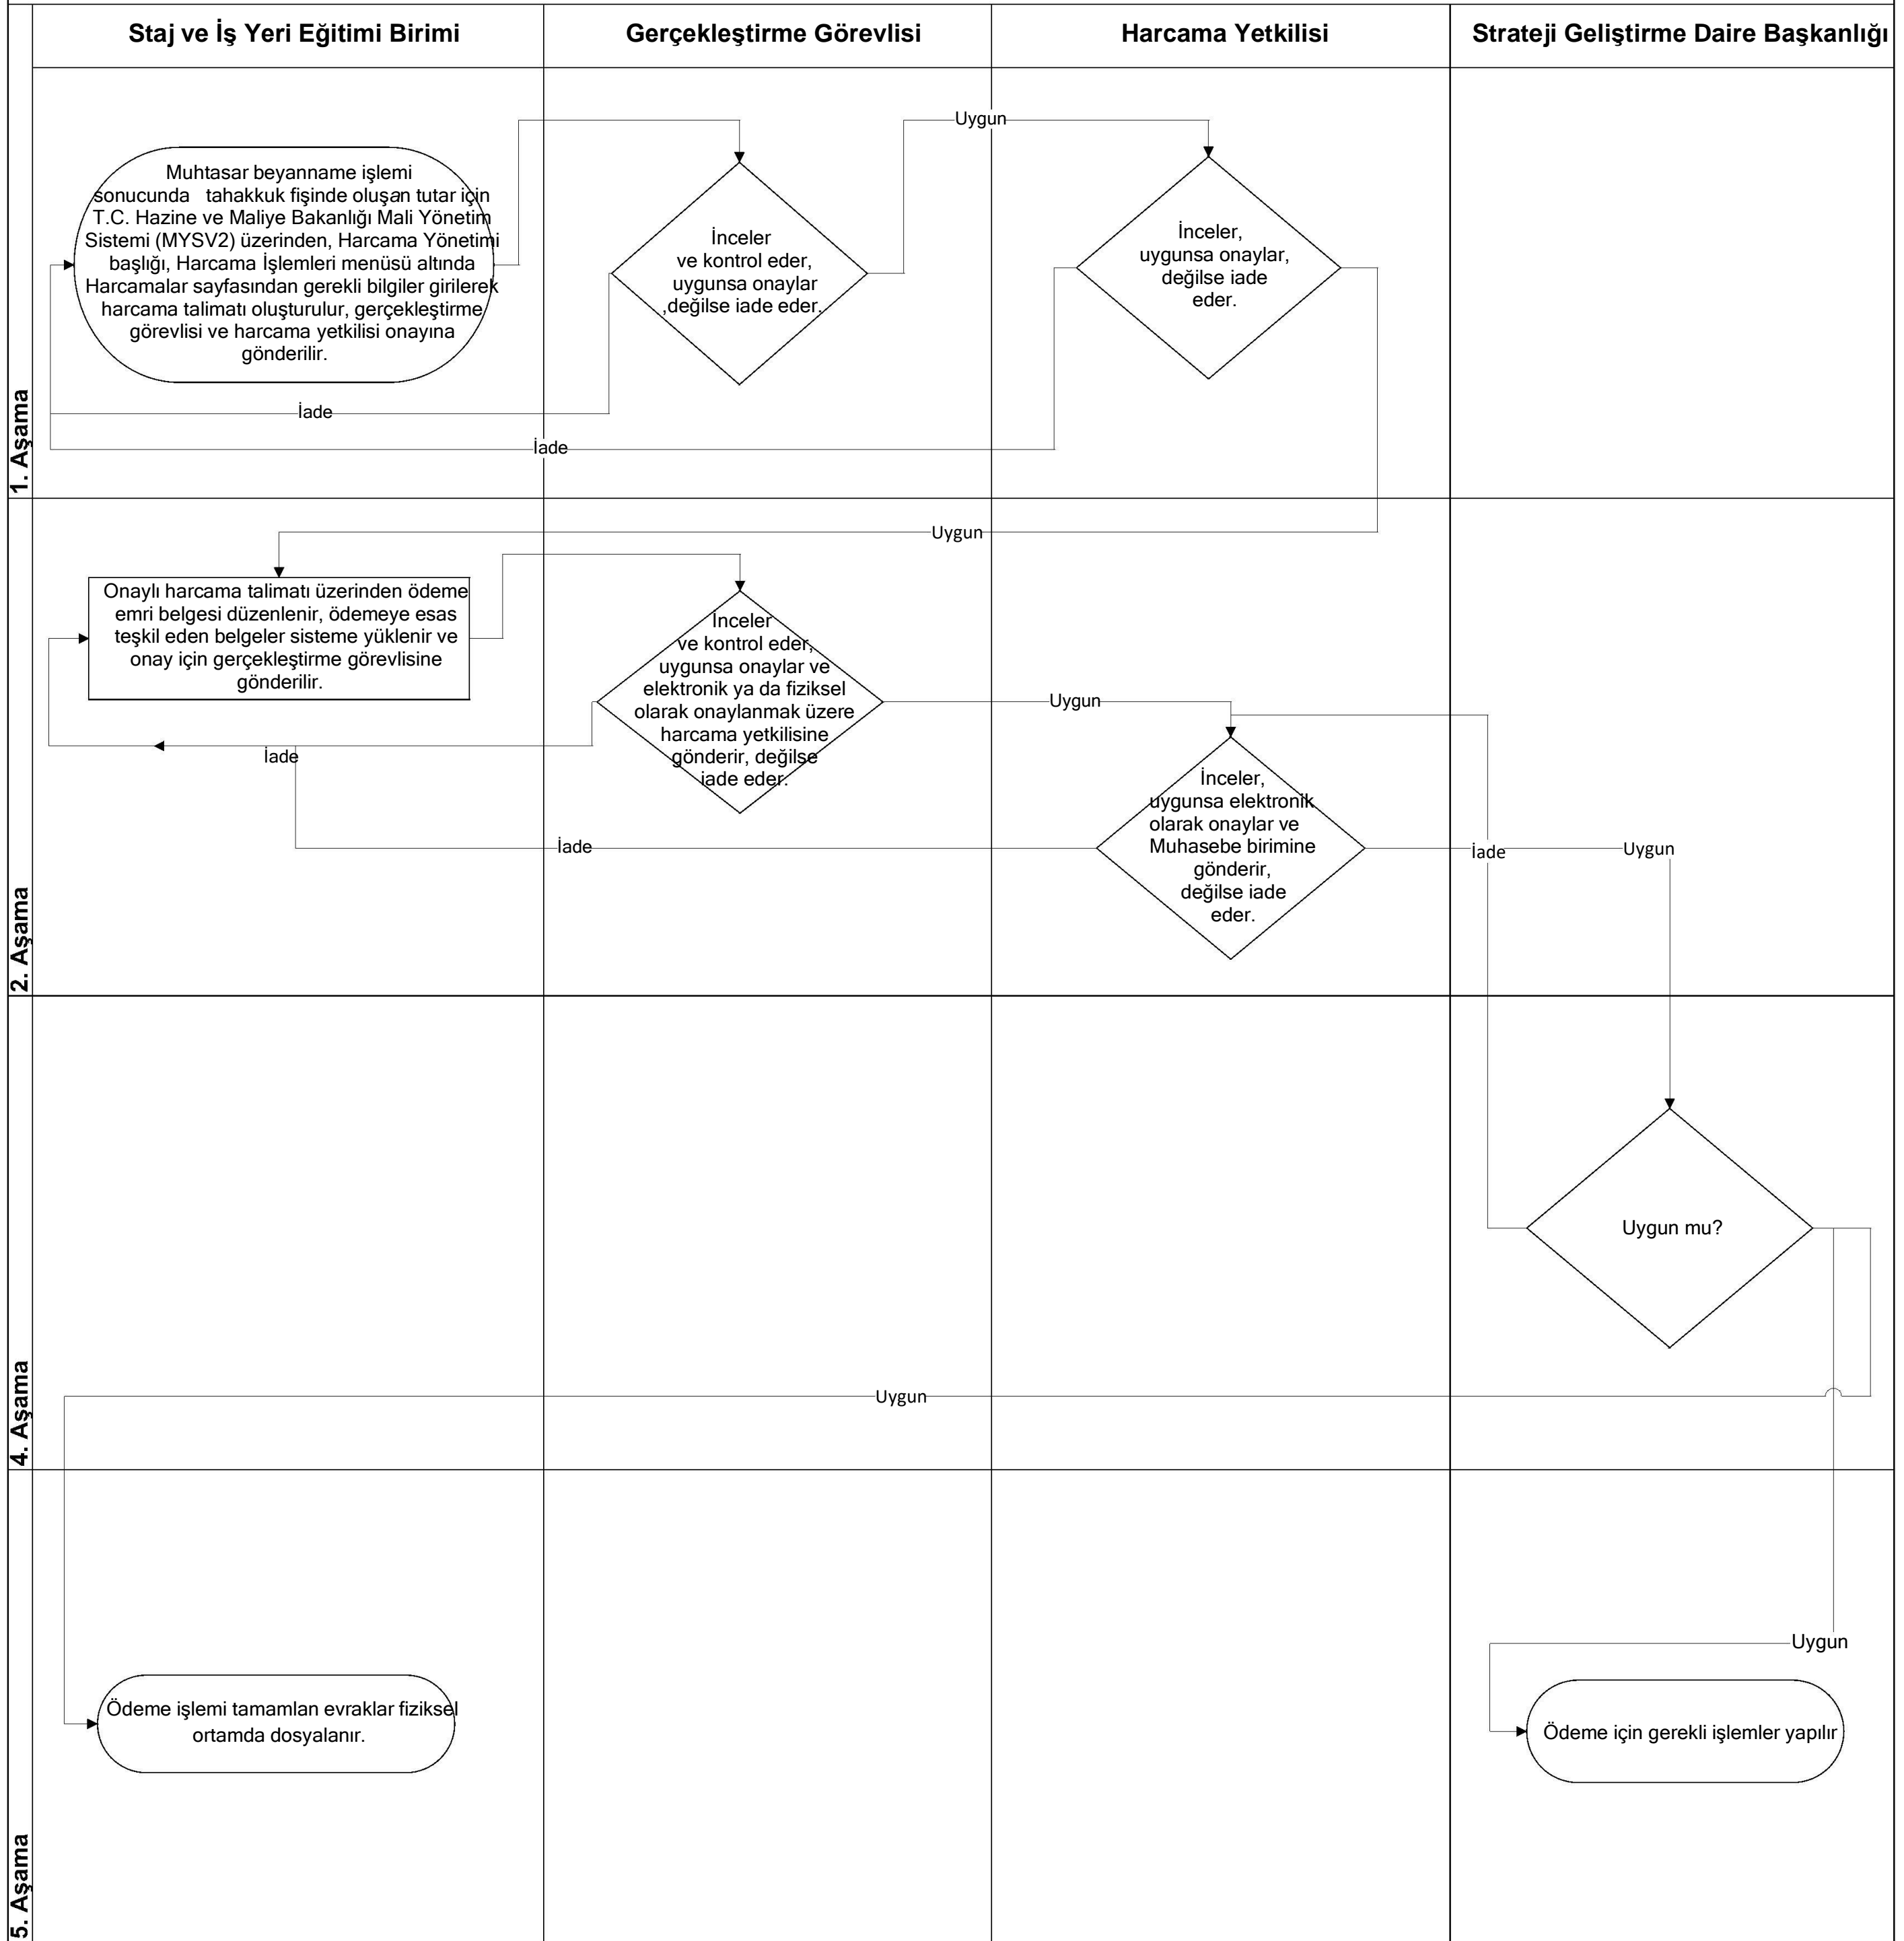 Staj ve İş Yeri Eğitimi Birimi
Gerçekleştirme Görevlisi
Harcama Yetkilisi
Strateji Geliştirme Daire Başkanlığı
1. Aşama
Muhtasar beyanname işlemi
sonucunda tahakkuk fişinde oluşan tutar için
T.C. Hazine ve Maliye Bakanlığı Mali Yönetim
Sistemi (MYSV2) üzerinden, Harcama Yönetimi
başlığı, Harcama İşlemleri menüsü altında
Harcamalar sayfasından gerekli bilgiler girilerek
harcama talimatı oluşturulur, gerçekleştirme
görevlisi ve harcama yetkilisi onayına
gönderilir.
İnceler
ve kontrol eder,
uygunsa onaylar
,değilse iade eder.
Uygun
İnceler,
uygunsa onaylar,
değilse iade
eder.
İade
İade
2. Aşama
Uygun
Onaylı harcama talimatı üzerinden ödeme
emri belgesi düzenlenir, ödemeye esas
teşkil eden belgeler sisteme yüklenir ve
onay için gerçekleştirme görevlisine
gönderilir.
İnceler
ve kontrol eder,
uygunsa onaylar ve
elektronik ya da fiziksel
olarak onaylanmak üzere
harcama yetkilisine
gönderir, değilse
iade eder.
Uygun
İade
İnceler,
uygunsa elektronik
olarak onaylar ve
Muhasebe birimine
gönderir,
değilse iade
eder.
İade
İade
Uygun
4. Aşama
Uygun mu?
Uygun
5. Aşama
Uygun
Ödeme işlemi tamamlan evraklar fiziksel
ortamda dosyalanır.
Ödeme için gerekli işlemler yapılır